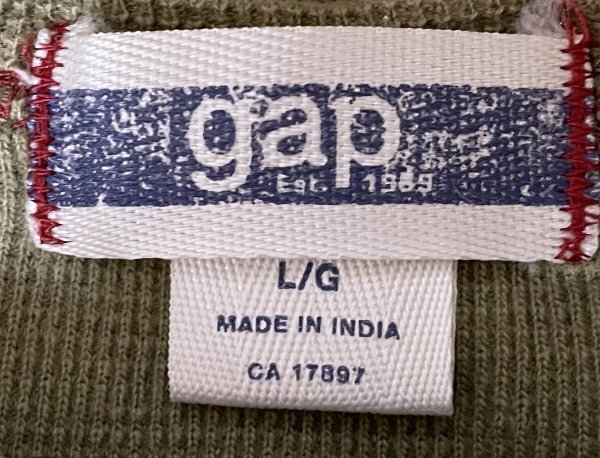 gap
Est. 1969
L/G
MADE IN INDIA
CA 17897